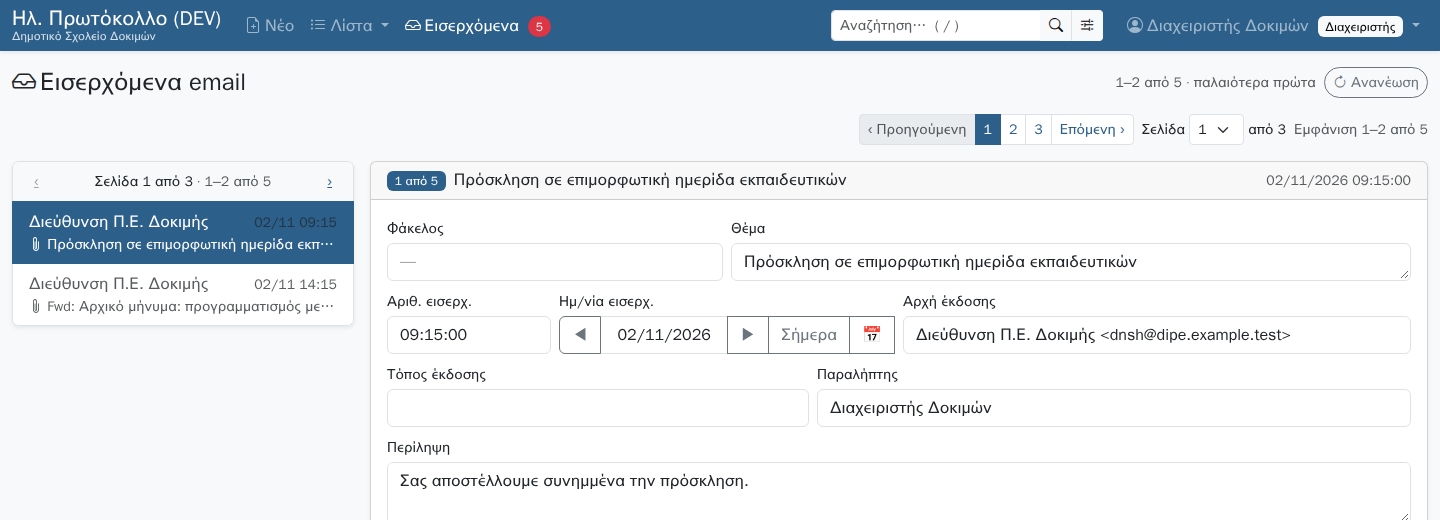 Ηλ. Πρωτόκολλο (DEV)
Δημοτικό Σχολείο Δοκιμών
Νέο
Λίστα
Εισερχόμενα 5
Αναζήτηση… ( / )
Διαχειριστής Δοκιμών Διαχειριστής
Εισερχόμενα email
1–2 από 5 · παλαιότερα πρώτα
Ανανέωση
‹ Προηγούμενη 1 2 3 Επόμενη › Σελίδα 1 από 3 Εμφάνιση 1–2 από 5
‹ Σελίδα 1 από 3 · 1–2 από 5 ›
Διεύθυνση Π.Ε. Δοκιμής 02/11 09:15
Πρόσκληση σε επιμορφωτική ημερίδα εκπ…
Διεύθυνση Π.Ε. Δοκιμής 02/11 14:15
Fwd: Αρχικό μήνυμα: προγραμματισμός με…
1 από 5 Πρόσκληση σε επιμορφωτική ημερίδα εκπαιδευτικών 02/11/2026 09:15:00
Φάκελος Θέμα
— Πρόσκληση σε επιμορφωτική ημερίδα εκπαιδευτικών
Αριθ. εισερχ. Ημ/νία εισερχ. Αρχή έκδοσης
09:15:00 ◀ 02/11/2026 ▶ Σήμερα 📅 Διεύθυνση Π.Ε. Δοκιμής <dnsh@dipe.example.test>
Τόπος έκδοσης Παραλήπτης
Διαχειριστής Δοκιμών
Περίληψη
Σας αποστέλλουμε συνημμένα την πρόσκληση.